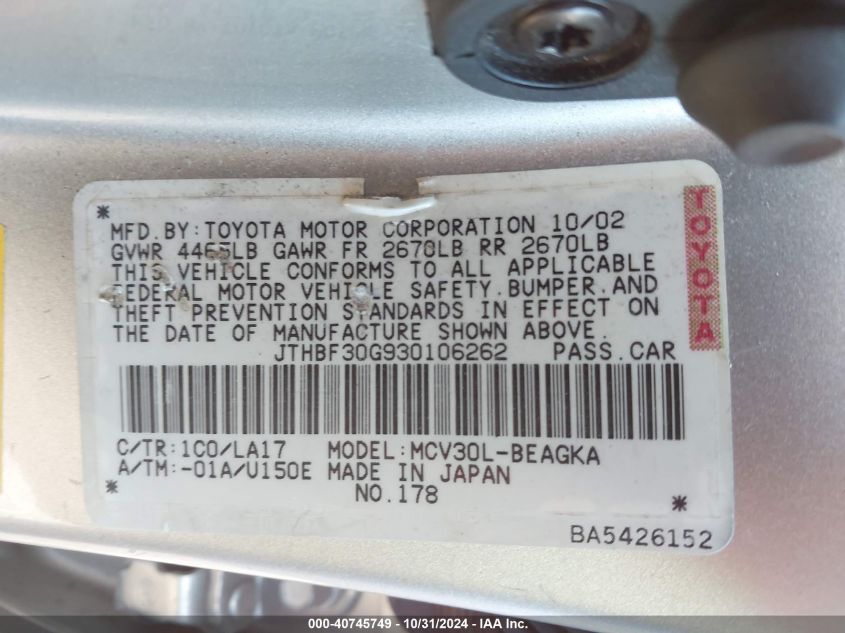 MFD.BY:TOYOTA MOTOR CORPORATION 10/02
GVWR 4465LB GAWR FR 2670LB RR 2670LB
THIS VEHICLE CONFORMS TO ALL APPLICABLE
FEDERAL MOTOR VEHICLE SAFETY,BUMPER,AND
THEFT PREVENTION STANDARDS IN EFFECT ON
THE DATE OF MANUFACTURE SHOWN ABOVE.
JTHBF30G930106262 PASS.CAR
TOYOTA
C/TR:1C0/LA17 MODEL:MCV30L-BEAGKA
A/TM:-01A/U150E MADE IN JAPAN
NO.178
BA5426152
000-40745749 - 10/31/2024 - IAAI Inc.